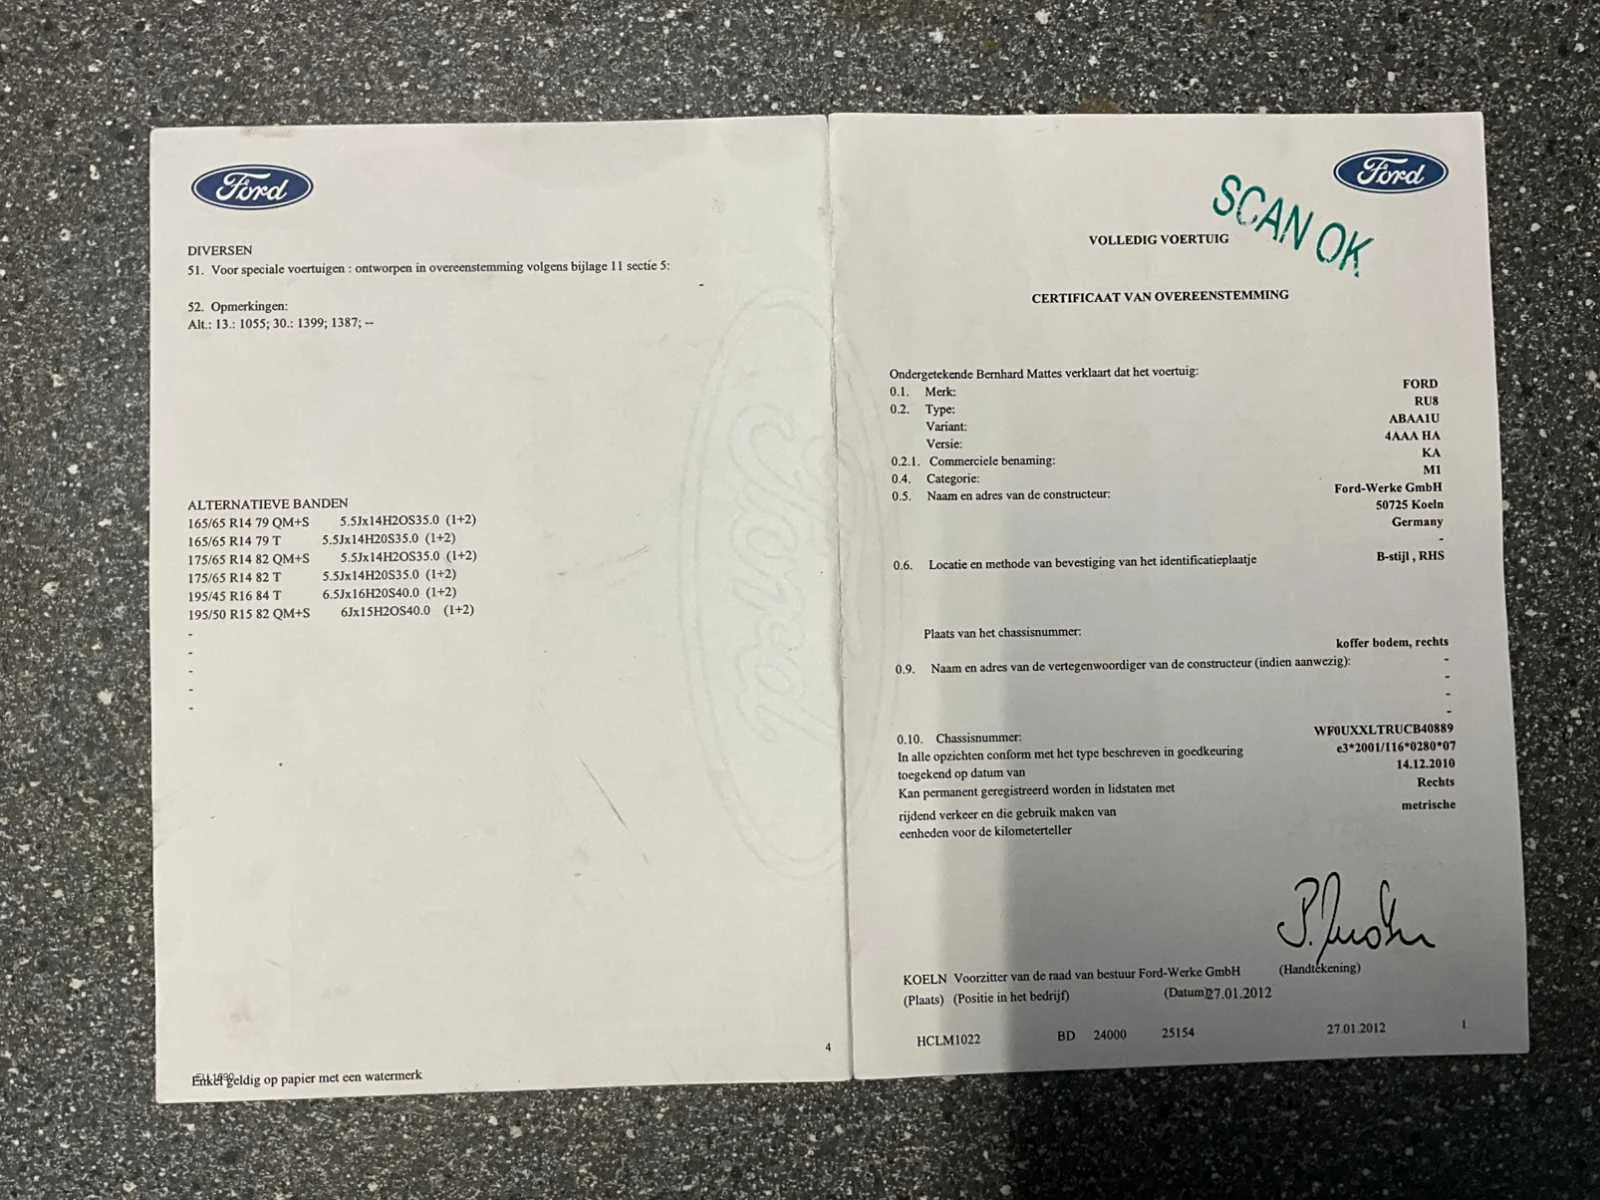 Ford
DIVERSEN
51. Voor speciale voertuigen : ontworpen in overeenstemming volgens bijlage 11 sectie 5:
-
52. Opmerkingen:
Alt.: 13.: 1055; 30.: 1399; 1387; --
ALTERNATIEVE BANDEN
165/65 R14 79 QM+S 5.5Jx14H2OS35.0 (1+2)
165/65 R14 79 T 5.5Jx14H20S35.0 (1+2)
175/65 R14 82 QM+S 5.5Jx14H2OS35.0 (1+2)
175/65 R14 82 T 5.5Jx14H20S35.0 (1+2)
195/45 R16 84 T 6.5Jx16H20S40.0 (1+2)
195/50 R15 82 QM+S 6Jx15H2OS40.0 (1+2)
-
-
-
-
-
4
Enkel geldig op papier met een watermerk
Ford
Ford
SCAN OK
VOLLEDIG VOERTUIG
CERTIFICAAT VAN OVEREENSTEMMING
Ondergetekende Bernhard Mattes verklaart dat het voertuig:
0.1. Merk: FORD
0.2. Type: RU8
Variant: ABAA1U
Versie: 4AAA HA
0.2.1. Commerciele benaming: KA
0.4. Categorie: M1
0.5. Naam en adres van de constructeur: Ford-Werke GmbH
50725 Koeln
Germany
-
0.6. Locatie en methode van bevestiging van het identificatieplaatje B-stijl , RHS
Plaats van het chassisnummer: koffer bodem, rechts
0.9. Naam en adres van de vertegenwoordiger van de constructeur (indien aanwezig): -
-
-
-
0.10. Chassisnummer: WF0UXXLTRUCB40889
In alle opzichten conform met het type beschreven in goedkeuring e3*2001/116*0280*07
toegekend op datum van 14.12.2010
Kan permanent geregistreerd worden in lidstaten met Rechts
rijdend verkeer en die gebruik maken van metrische
eenheden voor de kilometerteller
KOELN Voorzitter van de raad van bestuur Ford-Werke GmbH (Handtekening)
(Plaats) (Positie in het bedrijf) (Datum) 27.01.2012
HCLM1022 BD 24000 25154 27.01.2012 1